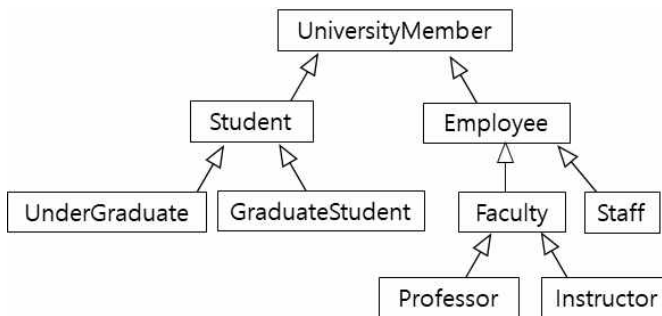 UniversityMember
Student
Employee
UnderGraduate
GraduateStudent
Faculty
Staff
Professor
Instructor